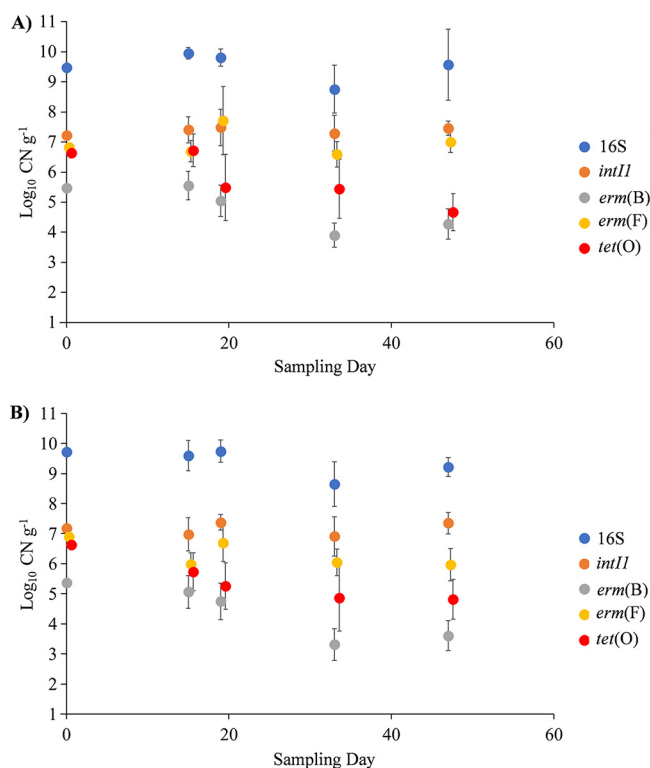 A)
11
10
9
8
7
6
5
4
3
2
1
Log10 CN g-1
0
20
40
60
Sampling Day
16S
intI1
erm(B)
erm(F)
tet(O)
B)
11
10
9
8
7
6
5
4
3
2
1
Log10 CN g-1
0
20
40
60
Sampling Day
16S
intI1
erm(B)
erm(F)
tet(O)